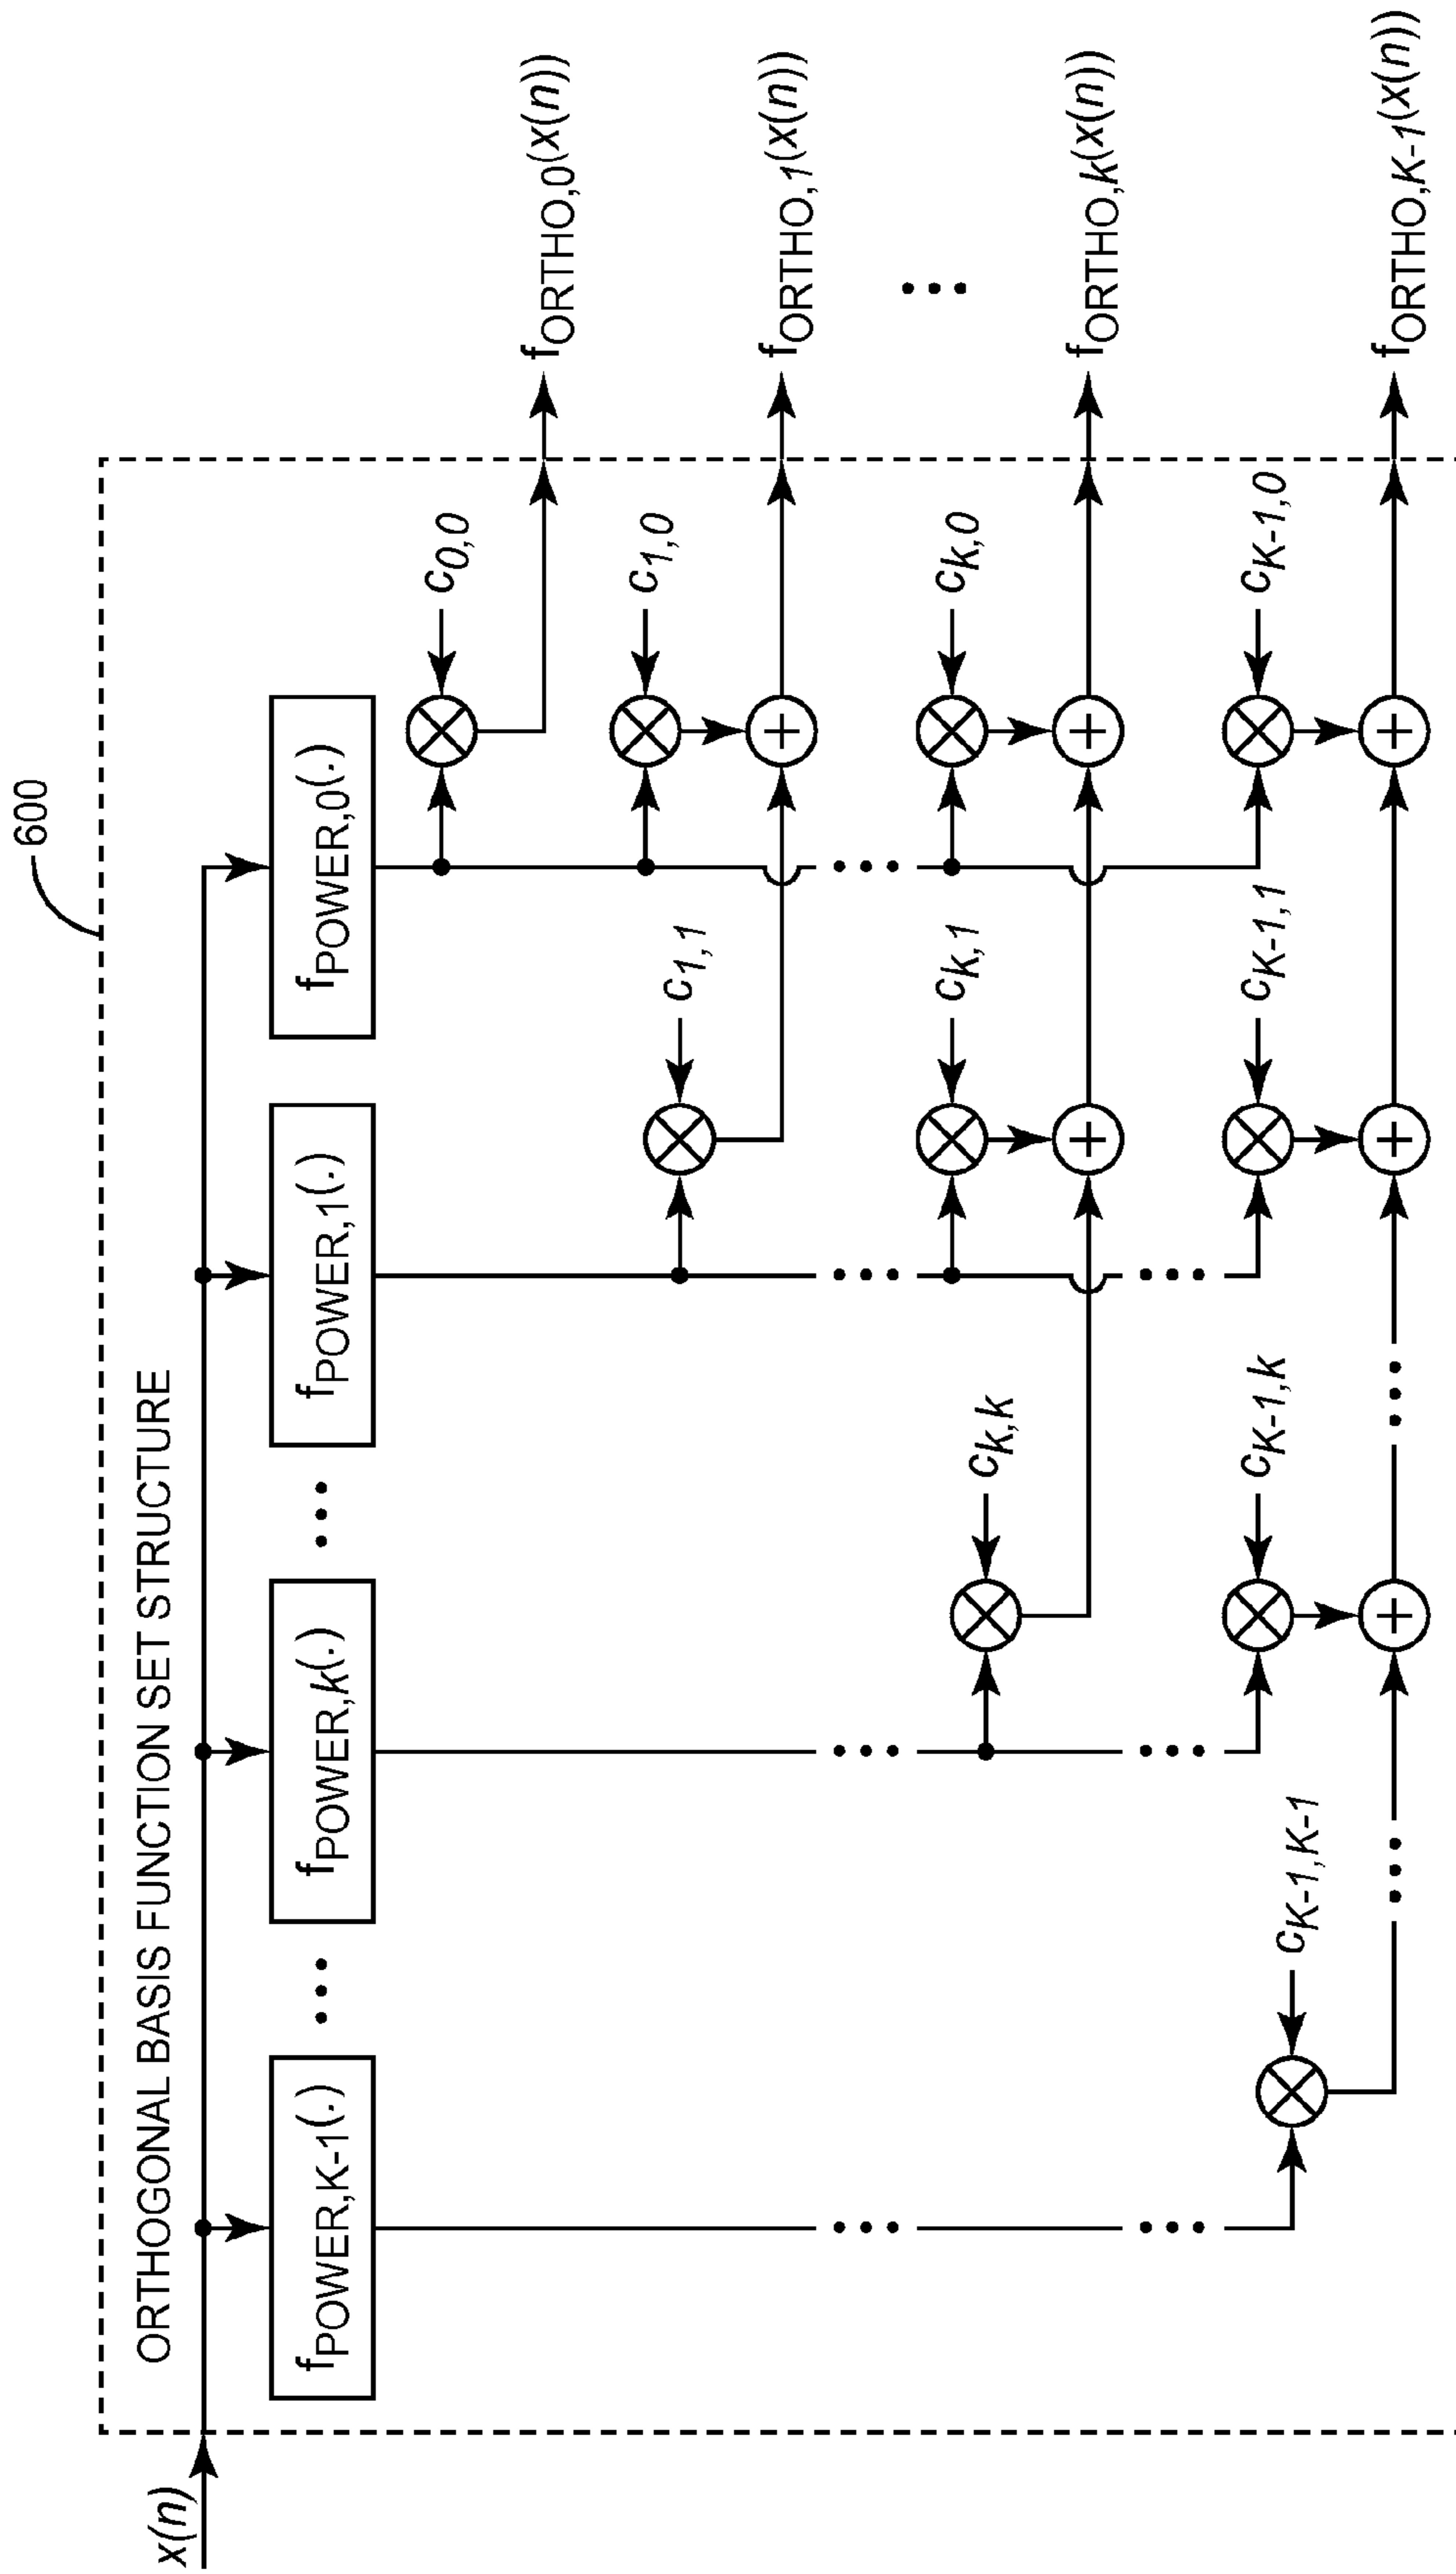 600
ORTHOGONAL BASIS FUNCTION SET STRUCTURE
x(n)
fPOWER,K-1(.) ... fPOWER,k(.) ... fPOWER,1(.) fPOWER,0(.)
c0,0
fORTHO,0(x(n))
c1,1 c1,0
fORTHO,1(x(n))
...
ck,k ck,1 ck,0
fORTHO,k(x(n))
cK-1,K-1 cK-1,k cK-1,1 cK-1,0
fORTHO,K-1(x(n))